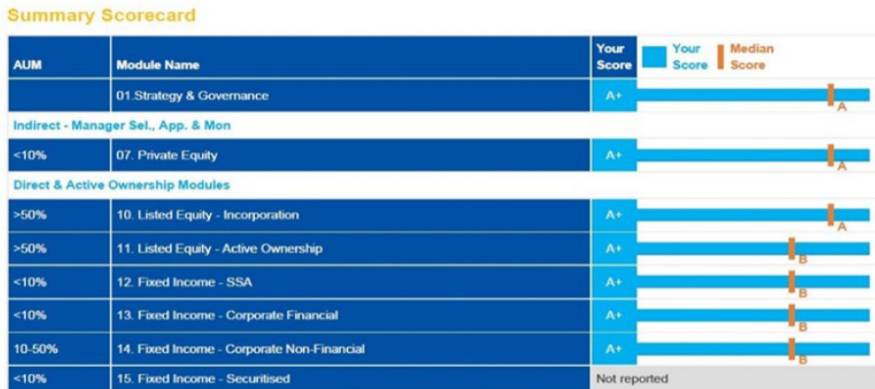 Summary Scorecard
AUM Module Name Your Score Your Score Median Score
01.Strategy & Governance A+ A
Indirect - Manager Sel., App. & Mon
<10% 07. Private Equity A+ A
Direct & Active Ownership Modules
>50% 10. Listed Equity - Incorporation A+ A
>50% 11. Listed Equity - Active Ownership A+ B
<10% 12. Fixed Income - SSA A+ B
<10% 13. Fixed Income - Corporate Financial A+ B
10-50% 14. Fixed Income - Corporate Non-Financial A+ B
<10% 15. Fixed Income - Securitised Not reported